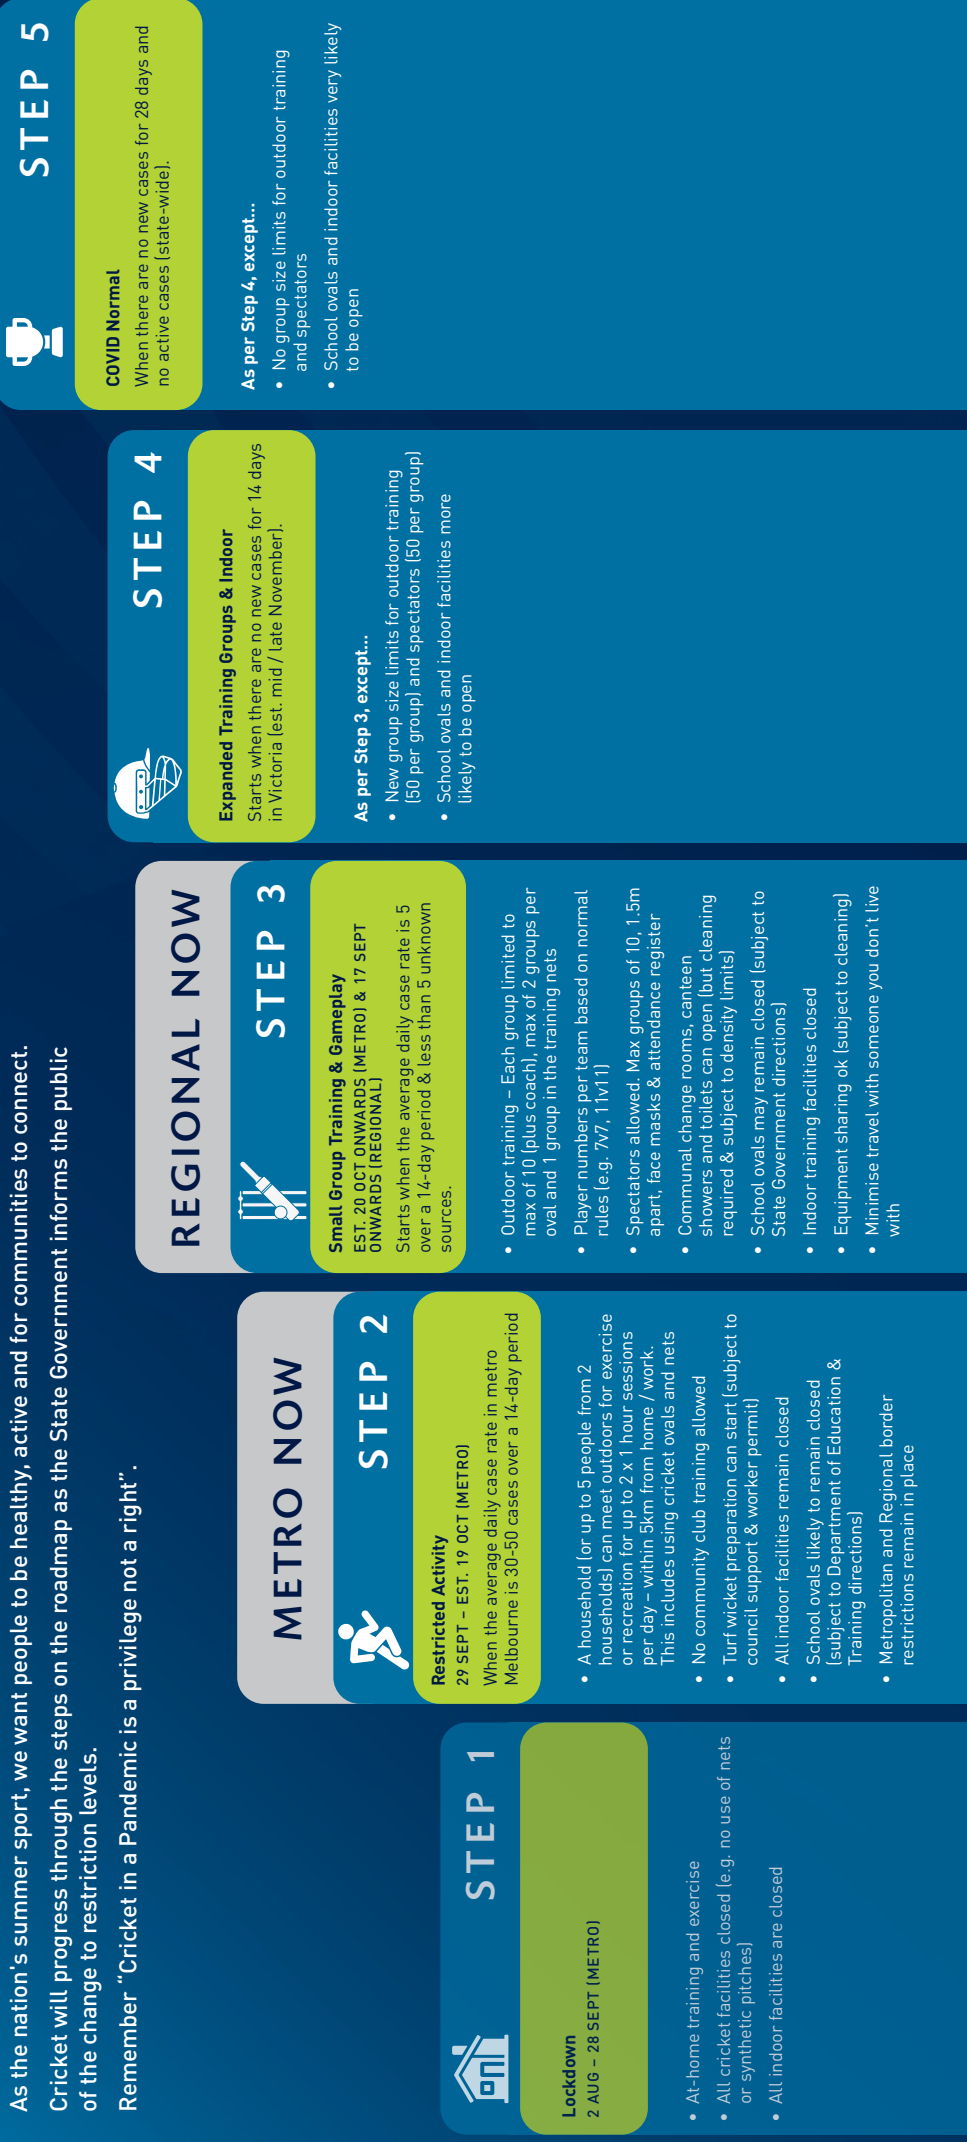 As the nation's summer sport, we want people to be healthy, active and for communities to connect.
Cricket will progress through the steps on the roadmap as the State Government informs the public
of the change to restriction levels.
Remember “Cricket in a Pandemic is a privilege not a right”.
STEP 1
Lockdown
2 AUG – 28 SEPT (METRO)
• At-home training and exercise
• All cricket facilities closed (e.g. no use of nets
or synthetic pitches)
• All indoor facilities are closed
METRO NOW
STEP 2
Restricted Activity
29 SEPT – EST. 19 OCT (METRO)
When the average daily case rate in metro
Melbourne is 30-50 cases over a 14-day period
• A household (or up to 5 people from 2
households) can meet outdoors for exercise
or recreation for up to 2 x 1 hour sessions
per day – within 5km from home / work.
This includes using cricket ovals and nets
• No community club training allowed
• Turf wicket preparation can start (subject to
council support & worker permit)
• All indoor facilities remain closed
• School ovals likely to remain closed
(subject to Department of Education &
Training directions)
• Metropolitan and Regional border
restrictions remain in place
REGIONAL NOW
STEP 3
Small Group Training & Gameplay
EST. 20 OCT ONWARDS (METRO) & 17 SEPT
ONWARDS (REGIONAL)
Starts when the average daily case rate is 5
over a 14-day period & less than 5 unknown
sources.
• Outdoor training – Each group limited to
max of 10 (plus coach), max of 2 groups per
oval and 1 group in the training nets
• Player numbers per team based on normal
rules (e.g. 7v7, 11v11)
• Spectators allowed. Max groups of 10, 1.5m
apart, face masks & attendance register
• Communal change rooms, canteen
showers and toilets can open (but cleaning
required & subject to density limits)
• School ovals may remain closed (subject to
State Government directions)
• Indoor training facilities closed
• Equipment sharing ok (subject to cleaning)
• Minimise travel with someone you don't live
with
STEP 4
Expanded Training Groups & Indoor
Starts when there are no new cases for 14 days
in Victoria (est. mid / late November).
As per Step 3, except...
• New group size limits for outdoor training
(50 per group) and spectators (50 per group)
• School ovals and indoor facilities more
likely to be open
STEP 5
COVID Normal
When there are no new cases for 28 days and
no active cases (state-wide).
As per Step 4, except...
• No group size limits for outdoor training
and spectators
• School ovals and indoor facilities very likely
to be open